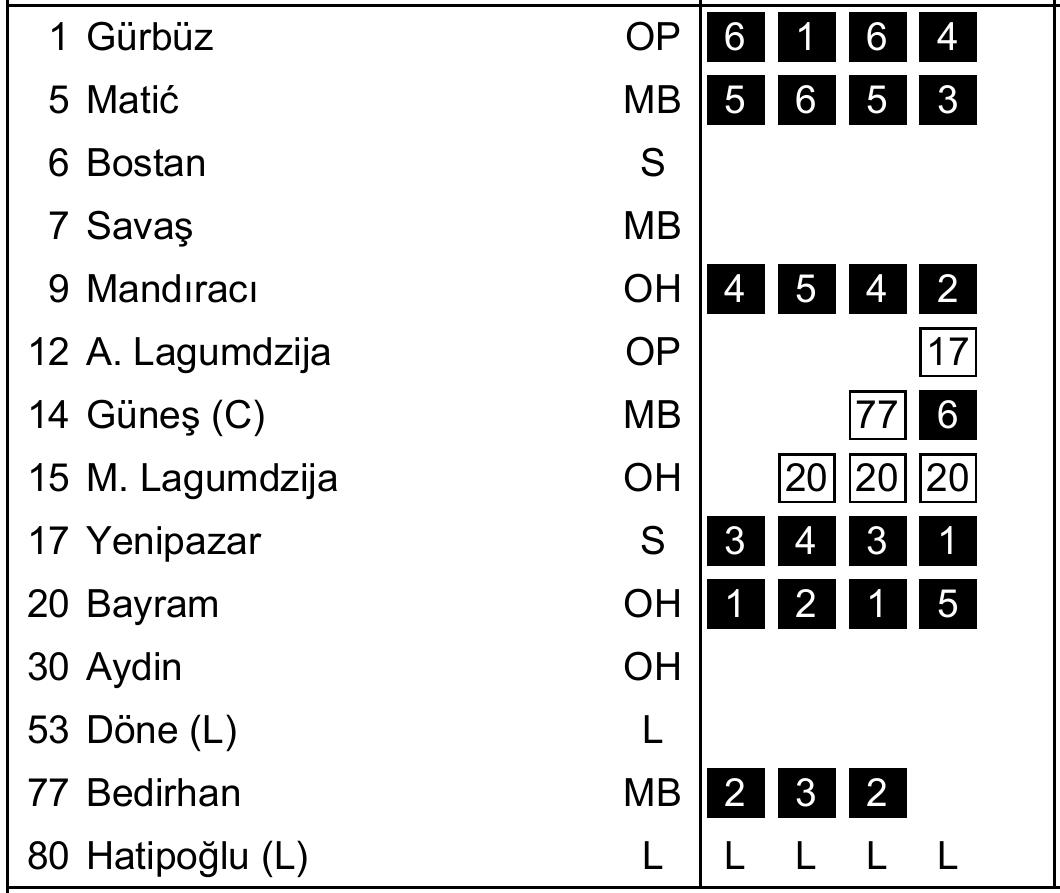 1 Gürbüz OP 6 1 6 4
5 Matić MB 5 6 5 3
6 Bostan S
7 Savaş MB
9 Mandıracı OH 4 5 4 2
12 A. Lagumdzija OP 17
14 Güneş (C) MB 77 6
15 M. Lagumdzija OH 20 20 20
17 Yenipazar S 3 4 3 1
20 Bayram OH 1 2 1 5
30 Aydin OH
53 Döne (L) L
77 Bedirhan MB 2 3 2
80 Hatipoğlu (L) L L L L L